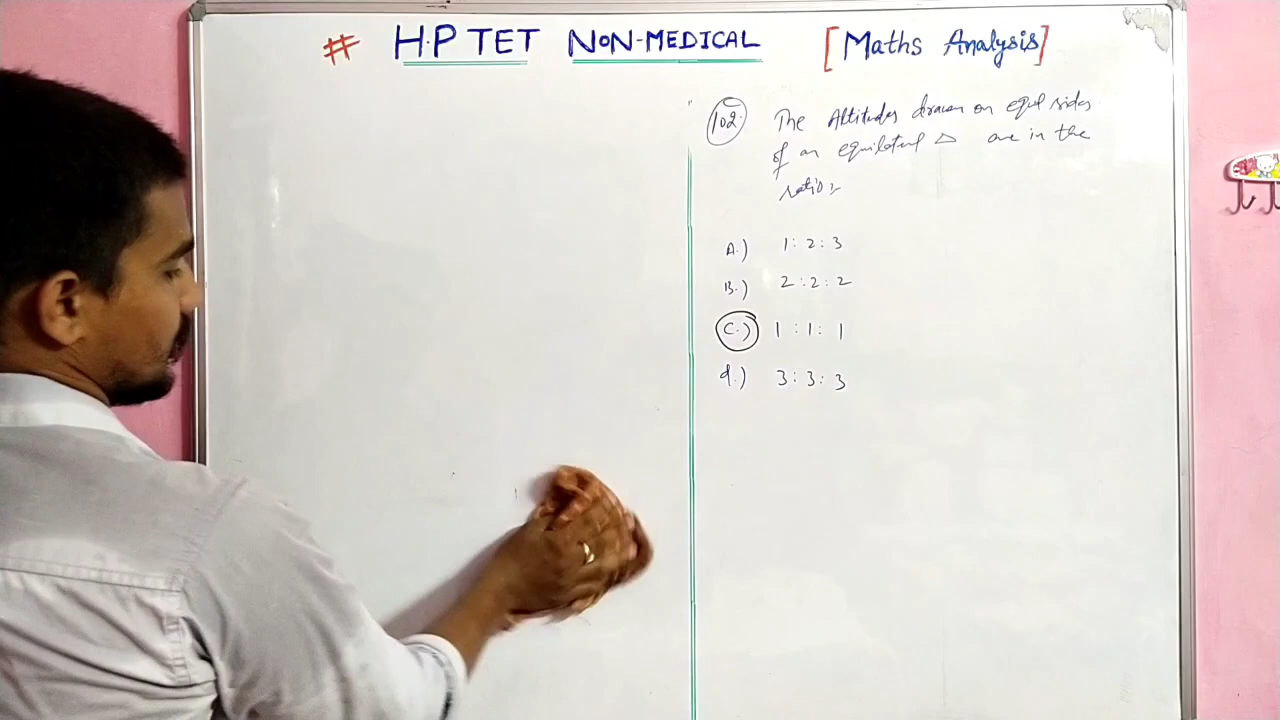 # H.P TET NON-MEDICAL [Maths Analysis]
102. The Altitudes drawn on equal sides
of an equilateral △ are in the
ratio:-
A.) 1 : 2 : 3
B.) 2 : 2 : 2
C.) 1 : 1 : 1
d.) 3 : 3 : 3